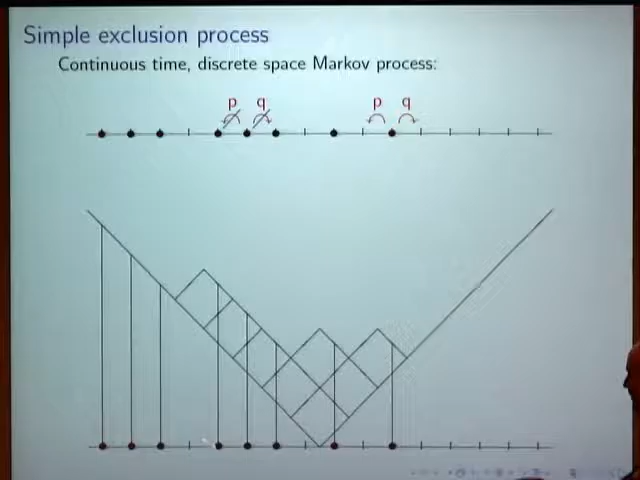 Simple exclusion process
Continuous time, discrete space Markov process:
p q p q